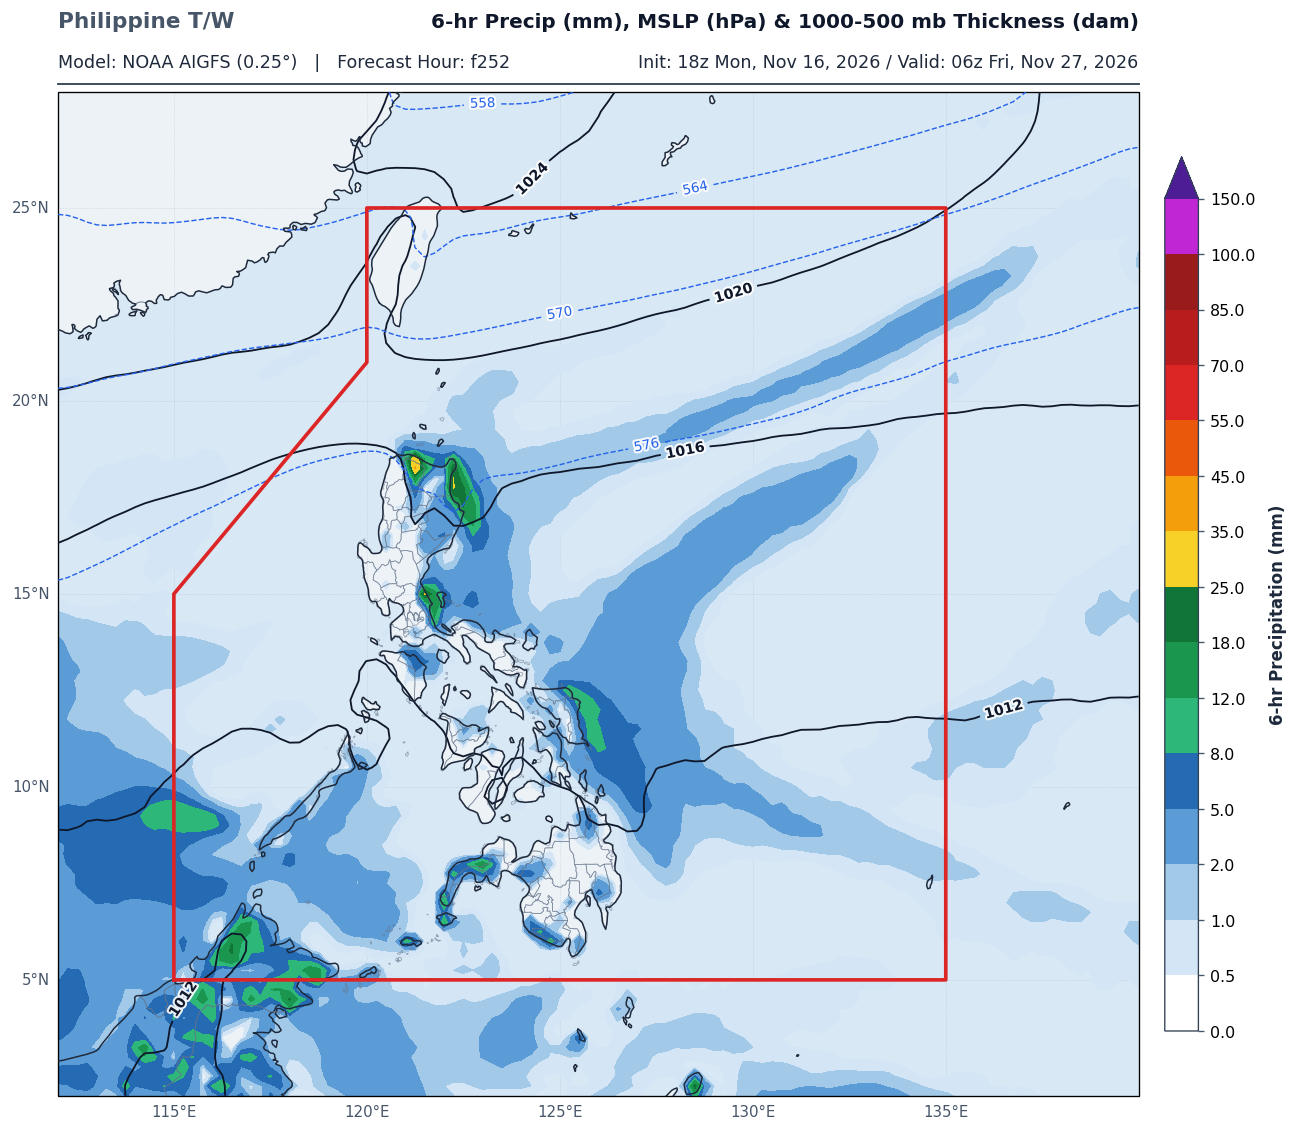 Philippine T/W
6-hr Precip (mm), MSLP (hPa) & 1000-500 mb Thickness (dam)
Model: NOAA AIGFS (0.25°) | Forecast Hour: f252
Init: 18z Mon, Nov 16, 2026 / Valid: 06z Fri, Nov 27, 2026
558
1024
564
25°N
1020
570
20°N
576
1016
15°N
1012
10°N
5°N
1012
115°E
120°E
125°E
130°E
135°E
150.0
100.0
85.0
70.0
55.0
45.0
35.0
25.0
18.0
12.0
8.0
5.0
2.0
1.0
0.5
0.0
6-hr Precipitation (mm)